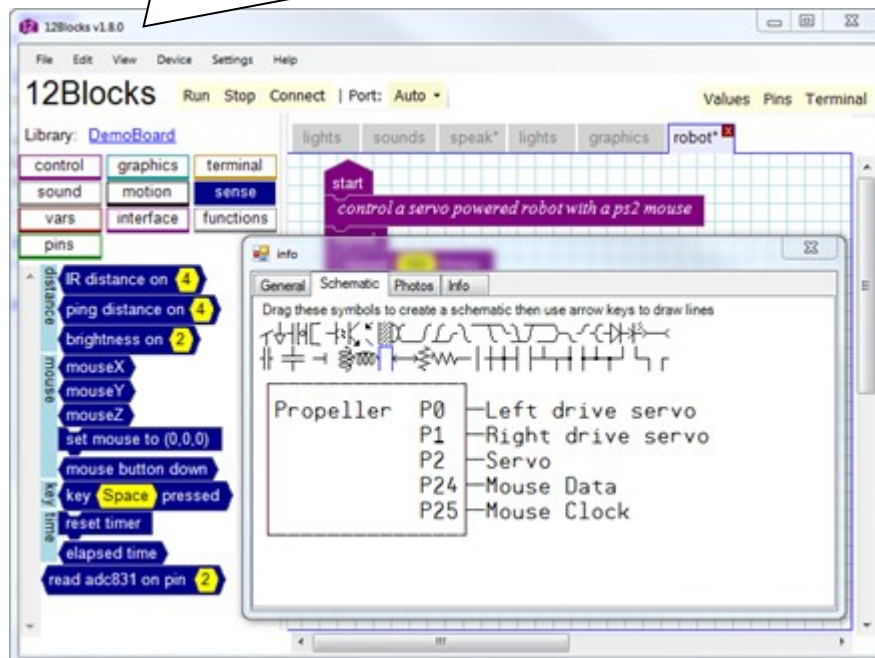 12Blocks v1.8.0
File Edit View Device Settings Help
12Blocks Run Stop Connect | Port: Auto Values Pins Terminal
Library: DemoBoard
lights sounds speak* lights graphics robot*
control graphics terminal
sound motion sense
vars interface functions
pins
start
control a servo powered robot with a ps2 mouse
distance
IR distance on 4
ping distance on 4
brightness on 2
mouse
mouseX
mouseY
mouseZ
set mouse to (0,0,0)
mouse button down
key
key Space pressed
time
reset timer
elapsed time
read adc831 on pin 2
info
General Schematic Photos Info
Drag these symbols to create a schematic then use arrow keys to draw lines
Propeller P0 Left drive servo
P1 Right drive servo
P2 Servo
P24 Mouse Data
P25 Mouse Clock